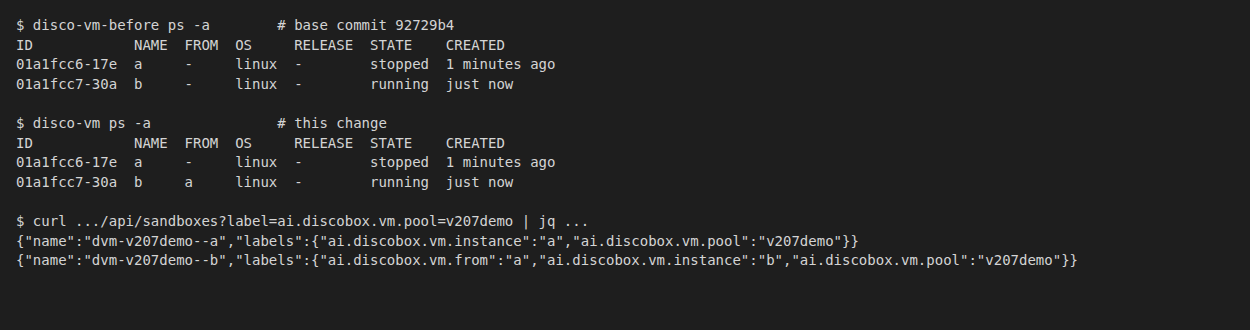 $ disco-vm-before ps -a        # base commit 92729b4
ID            NAME  FROM  OS     RELEASE  STATE    CREATED
01a1fcc6-17e  a     -     linux  -        stopped  1 minutes ago
01a1fcc7-30a  b     -     linux  -        running  just now
$ disco-vm ps -a               # this change
ID            NAME  FROM  OS     RELEASE  STATE    CREATED
01a1fcc6-17e  a     -     linux  -        stopped  1 minutes ago
01a1fcc7-30a  b     a     linux  -        running  just now
$ curl .../api/sandboxes?label=ai.discobox.vm.pool=v207demo | jq ...
{"name":"dvm-v207demo--a","labels":{"ai.discobox.vm.instance":"a","ai.discobox.vm.pool":"v207demo"}}
{"name":"dvm-v207demo--b","labels":{"ai.discobox.vm.from":"a","ai.discobox.vm.instance":"b","ai.discobox.vm.pool":"v207demo"}}